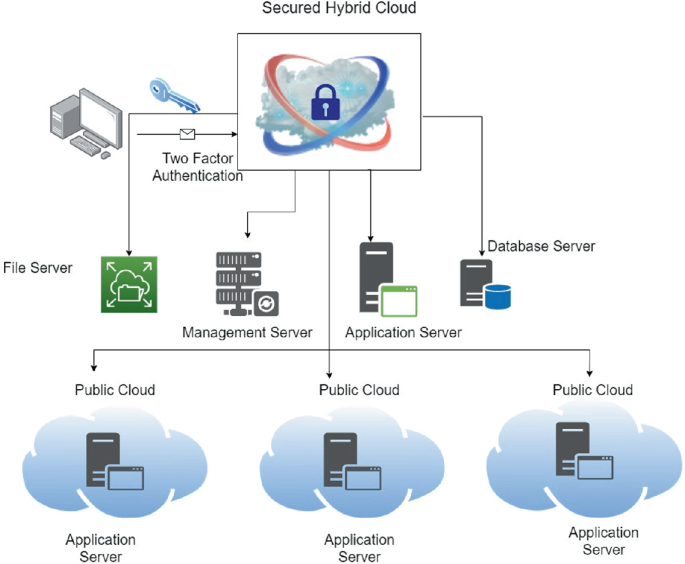 Secured Hybrid Cloud
Two Factor
Authentication
File Server
Database Server
Management Server
Application Server
Public Cloud
Public Cloud
Public Cloud
Application
Server
Application
Server
Application
Server